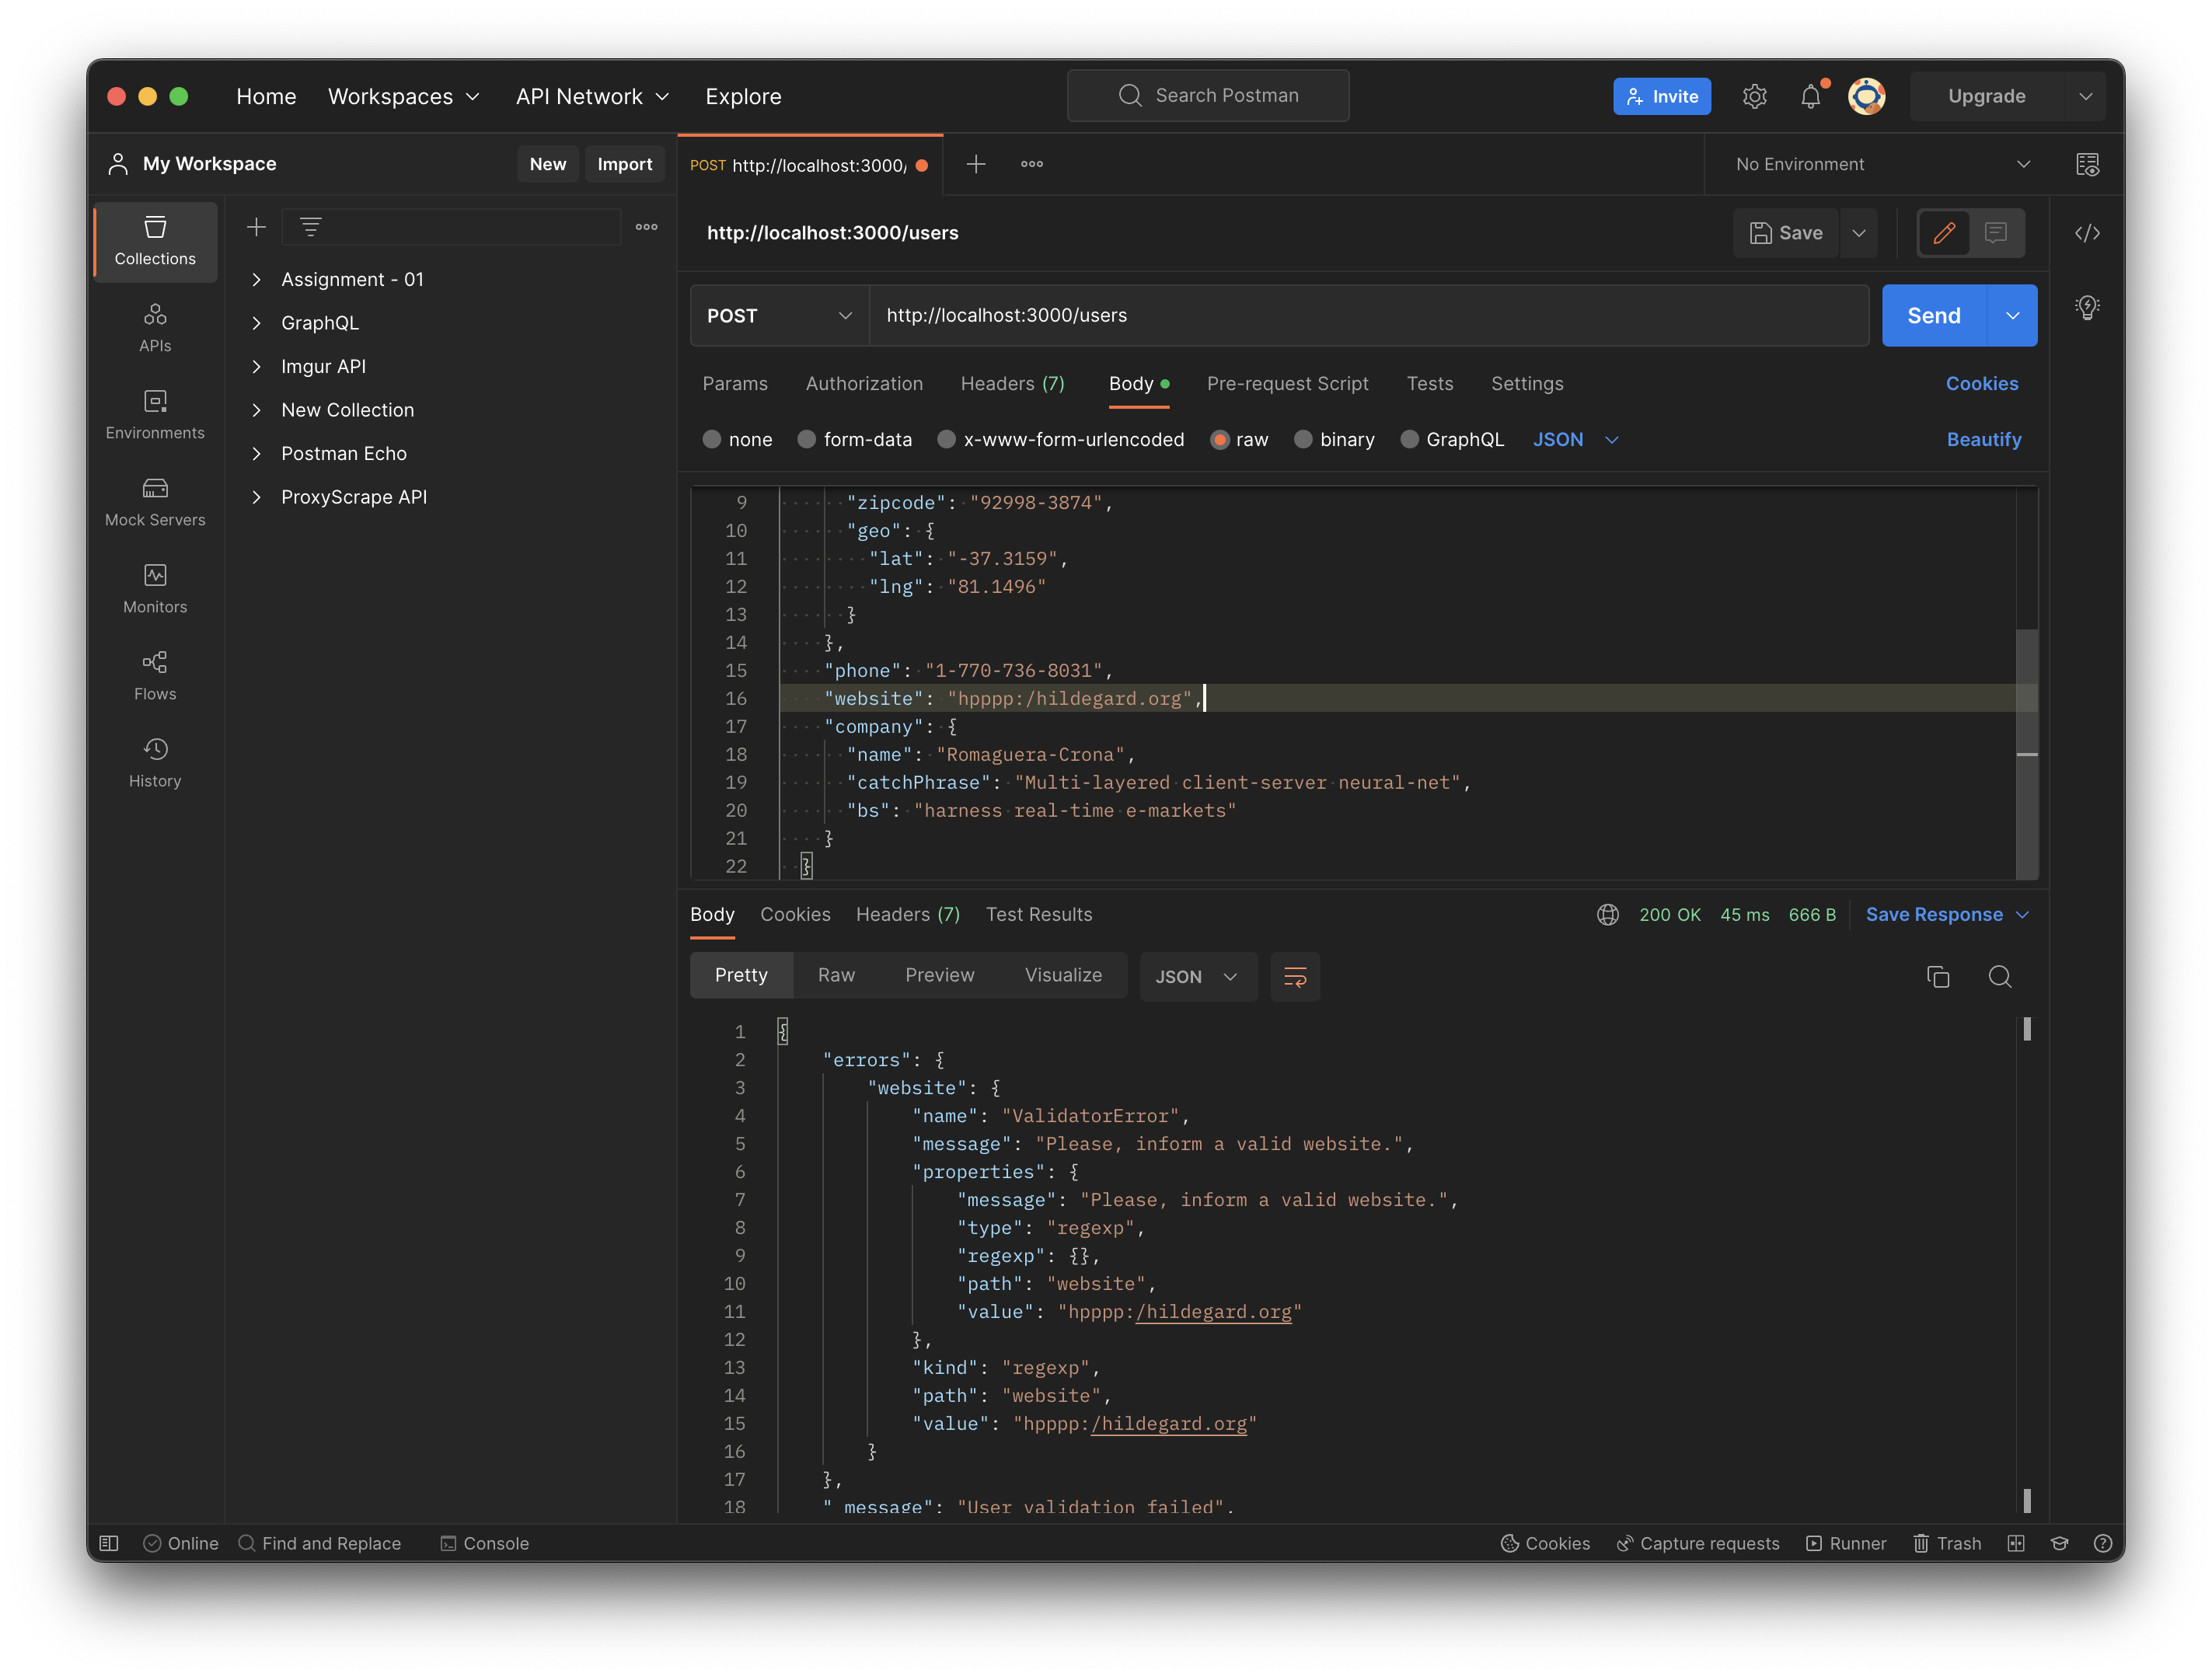 Home Workspaces API Network Explore Search Postman Invite Upgrade
My Workspace New Import POST http://localhost:3000/ No Environment
Collections
APIs
Environments
Mock Servers
Monitors
Flows
History
Assignment - 01
GraphQL
Imgur API
New Collection
Postman Echo
ProxyScrape API
http://localhost:3000/users Save
POST http://localhost:3000/users Send
Params Authorization Headers (7) Body Pre-request Script Tests Settings Cookies
none form-data x-www-form-urlencoded raw binary GraphQL JSON Beautify
9 "zipcode": "92998-3874",
10 "geo": {
11 "lat": "-37.3159",
12 "lng": "81.1496"
13 }
14 },
15 "phone": "1-770-736-8031",
16 "website": "hpppp:/hildegard.org",
17 "company": {
18 "name": "Romaguera-Crona",
19 "catchPhrase": "Multi-layered client-server neural-net",
20 "bs": "harness real-time e-markets"
21 }
22 }
Body Cookies Headers (7) Test Results 200 OK 45 ms 666 B Save Response
Pretty Raw Preview Visualize JSON
1 {
2 "errors": {
3 "website": {
4 "name": "ValidatorError",
5 "message": "Please, inform a valid website.",
6 "properties": {
7 "message": "Please, inform a valid website.",
8 "type": "regexp",
9 "regexp": {},
10 "path": "website",
11 "value": "hpppp:/hildegard.org"
12 },
13 "kind": "regexp",
14 "path": "website",
15 "value": "hpppp:/hildegard.org"
16 }
17 },
18 "_message": "User validation failed",
Online Find and Replace Console Cookies Capture requests Runner Trash